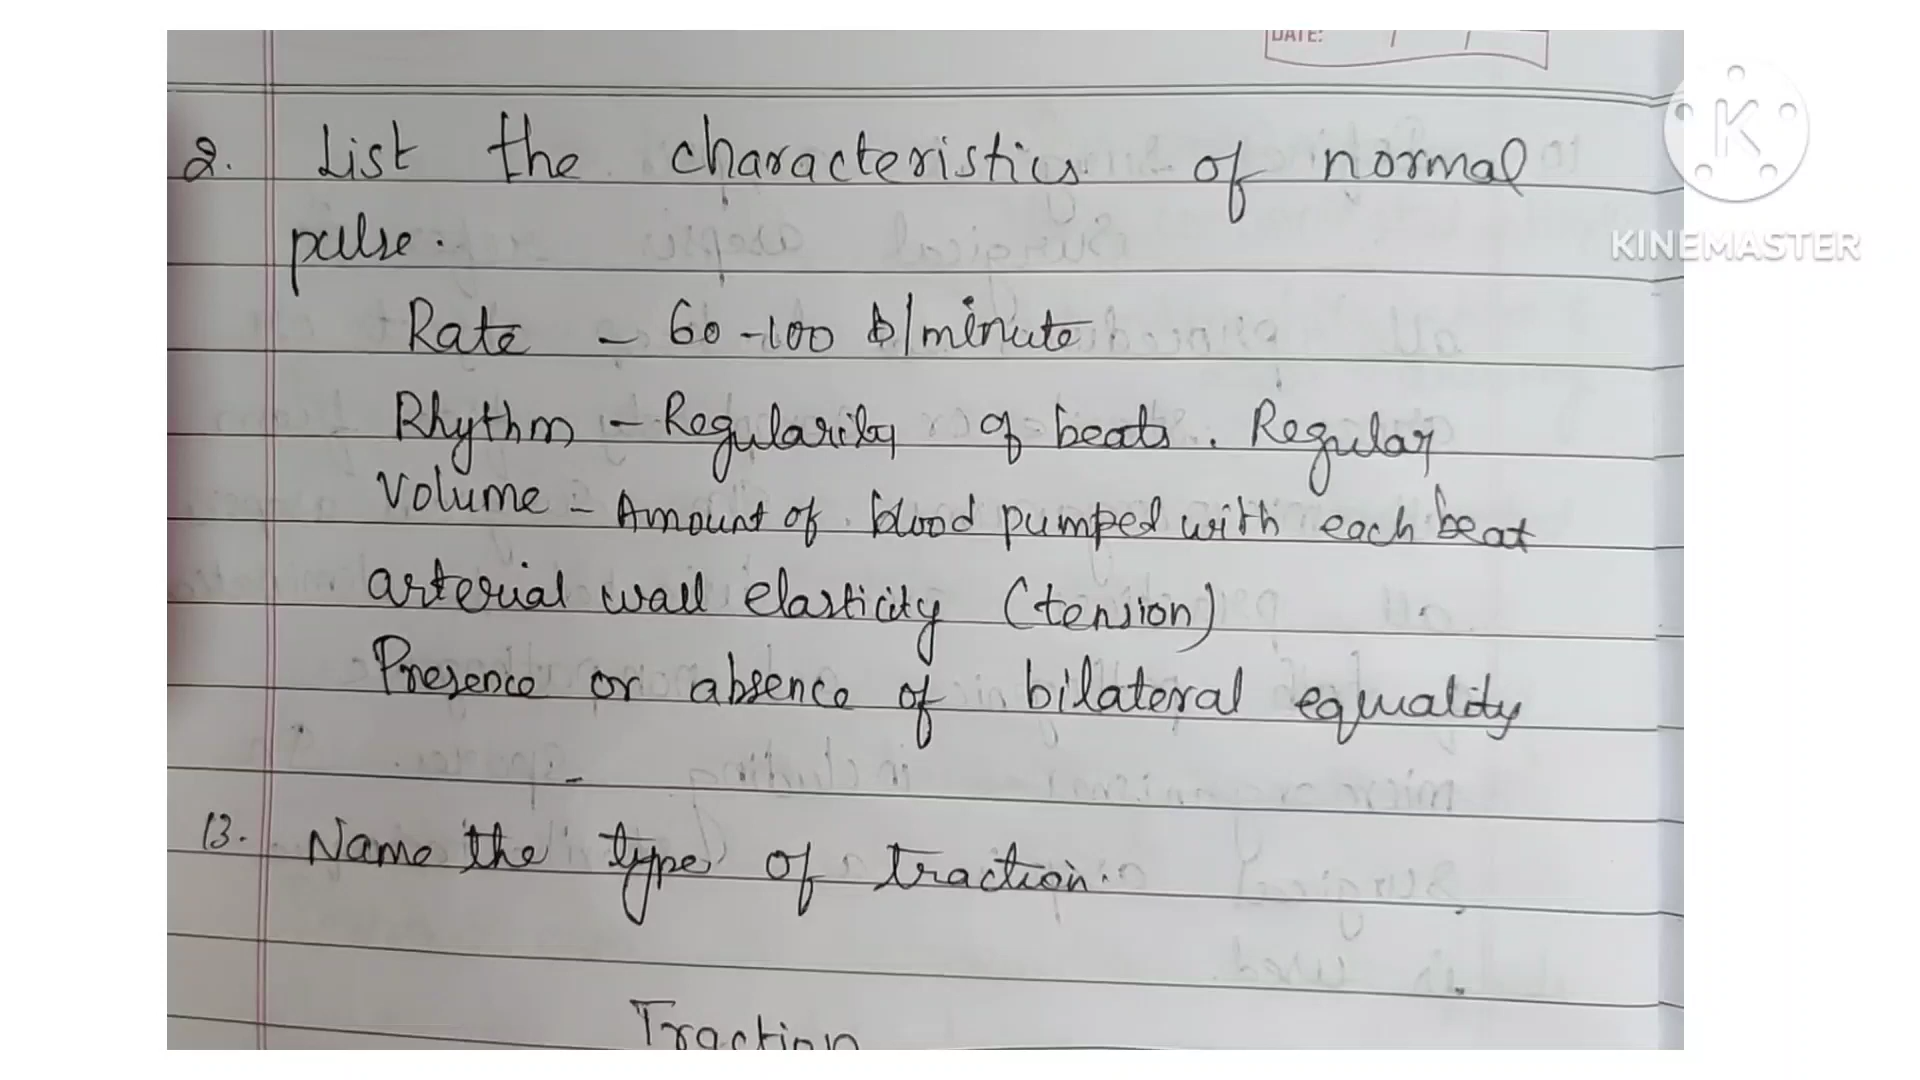 DATE:
2. List the characteristics of normal
pulse.
Rate - 60-100 b/minute
Rhythm - Regularity of beats. Regular
Volume - Amount of blood pumped with each beat
arterial wall elasticity (tension)
Presence or absence of bilateral equality
13. Name the type of traction.
Traction
KINEMASTER